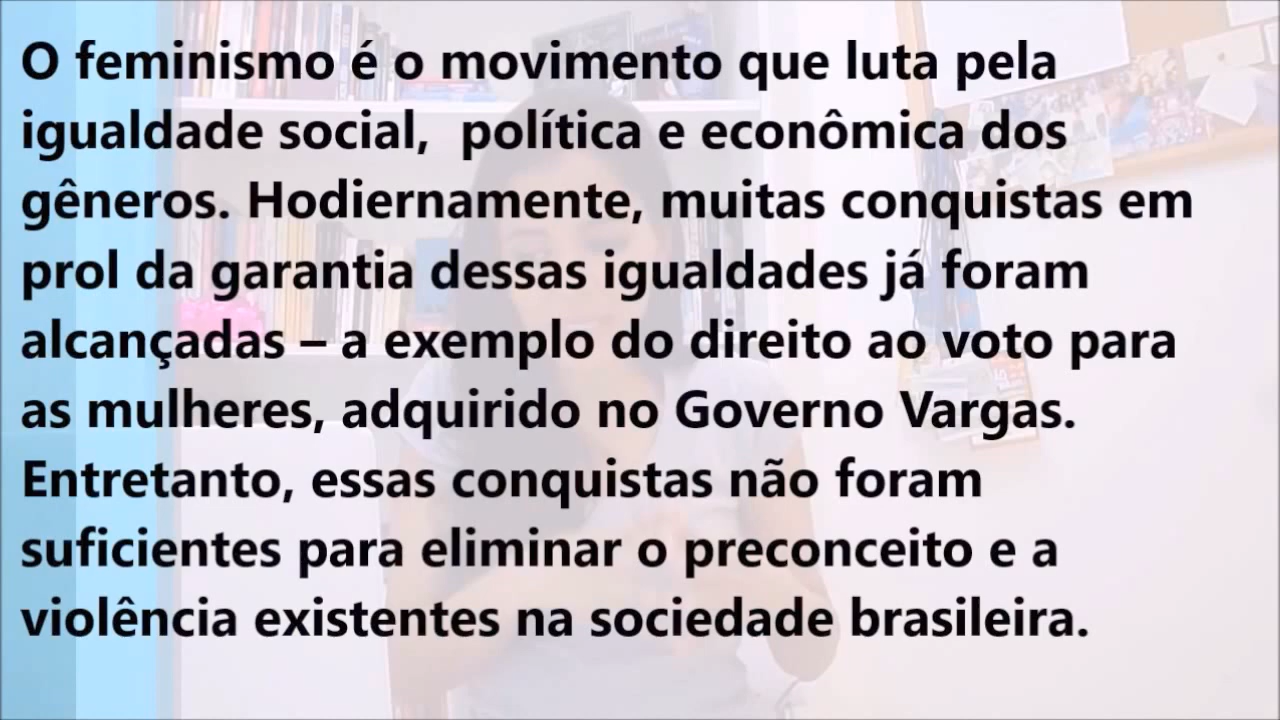 O feminismo é o movimento que luta pela
igualdade social,  política e econômica dos
gêneros. Hodiernamente, muitas conquistas em
prol da garantia dessas igualdades já foram
alcançadas – a exemplo do direito ao voto para
as mulheres, adquirido no Governo Vargas.
Entretanto, essas conquistas não foram
suficientes para eliminar o preconceito e a
violência existentes na sociedade brasileira.